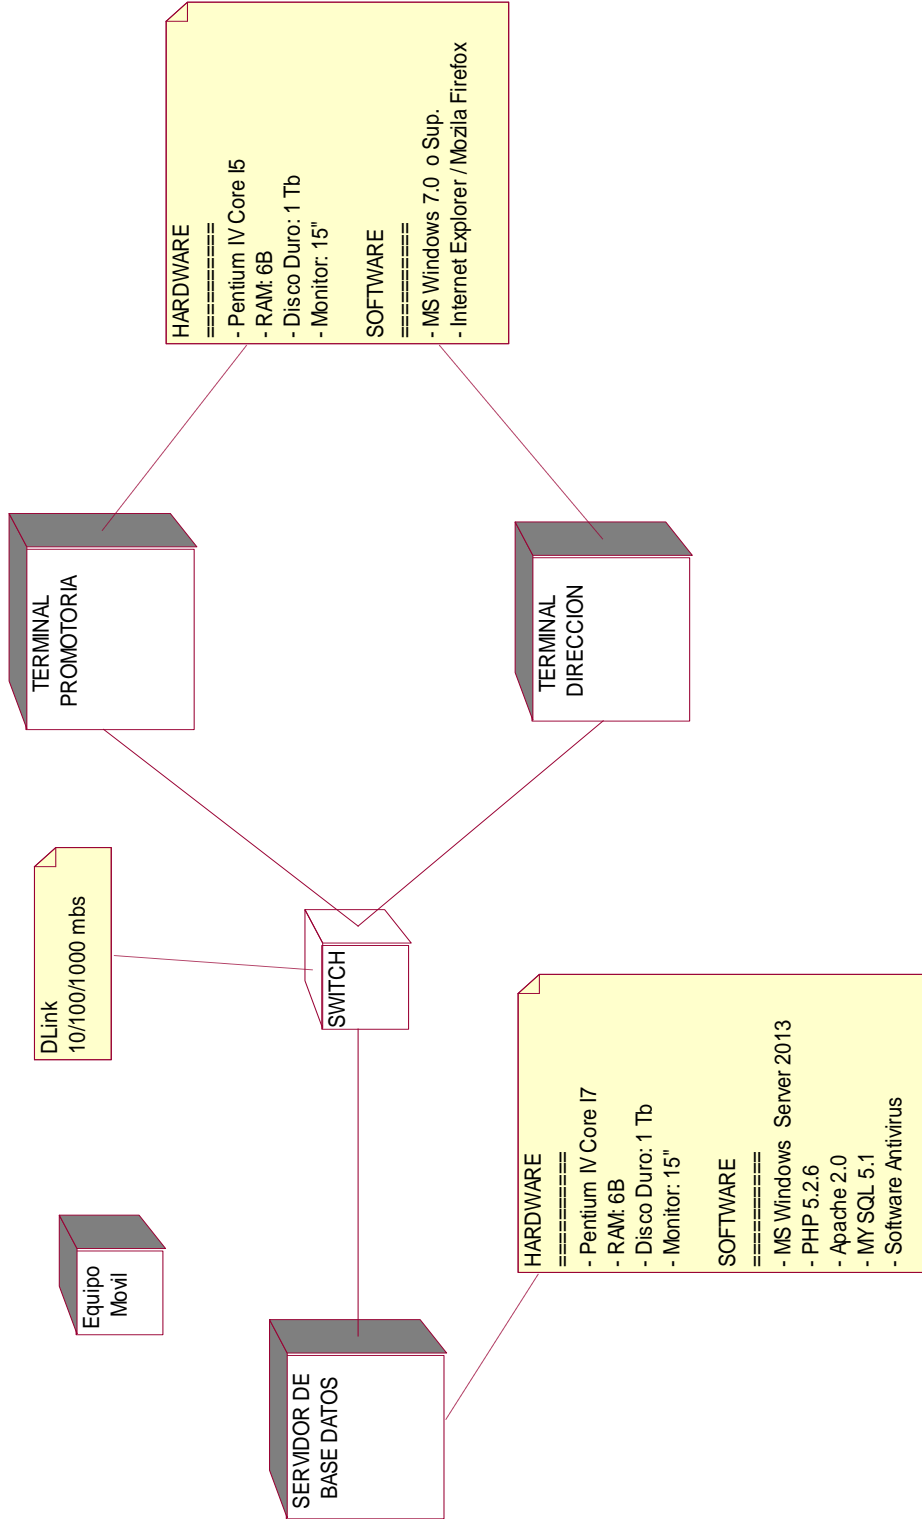 Equipo
Movil
DLink
10/100/1000 mbs
TERMINAL
PROMOTORIA
HARDWARE
==========
- Pentium IV Core I5
- RAM: 6B
- Disco Duro: 1 Tb
- Monitor: 15"
SOFTWARE
==========
- MS Windows 7.0 o Sup.
- Internet Explorer / Mozila Firefox
SERVIDOR DE
BASE DATOS
SWITCH
TERMINAL
DIRECCION
HARDWARE
==========
- Pentium IV Core I7
- RAM: 6B
- Disco Duro: 1 Tb
- Monitor: 15"
SOFTWARE
==========
- MS Windows Server 2013
- PHP 5.2.6
- Apache 2.0
- MY SQL 5.1
- Software Antivirus